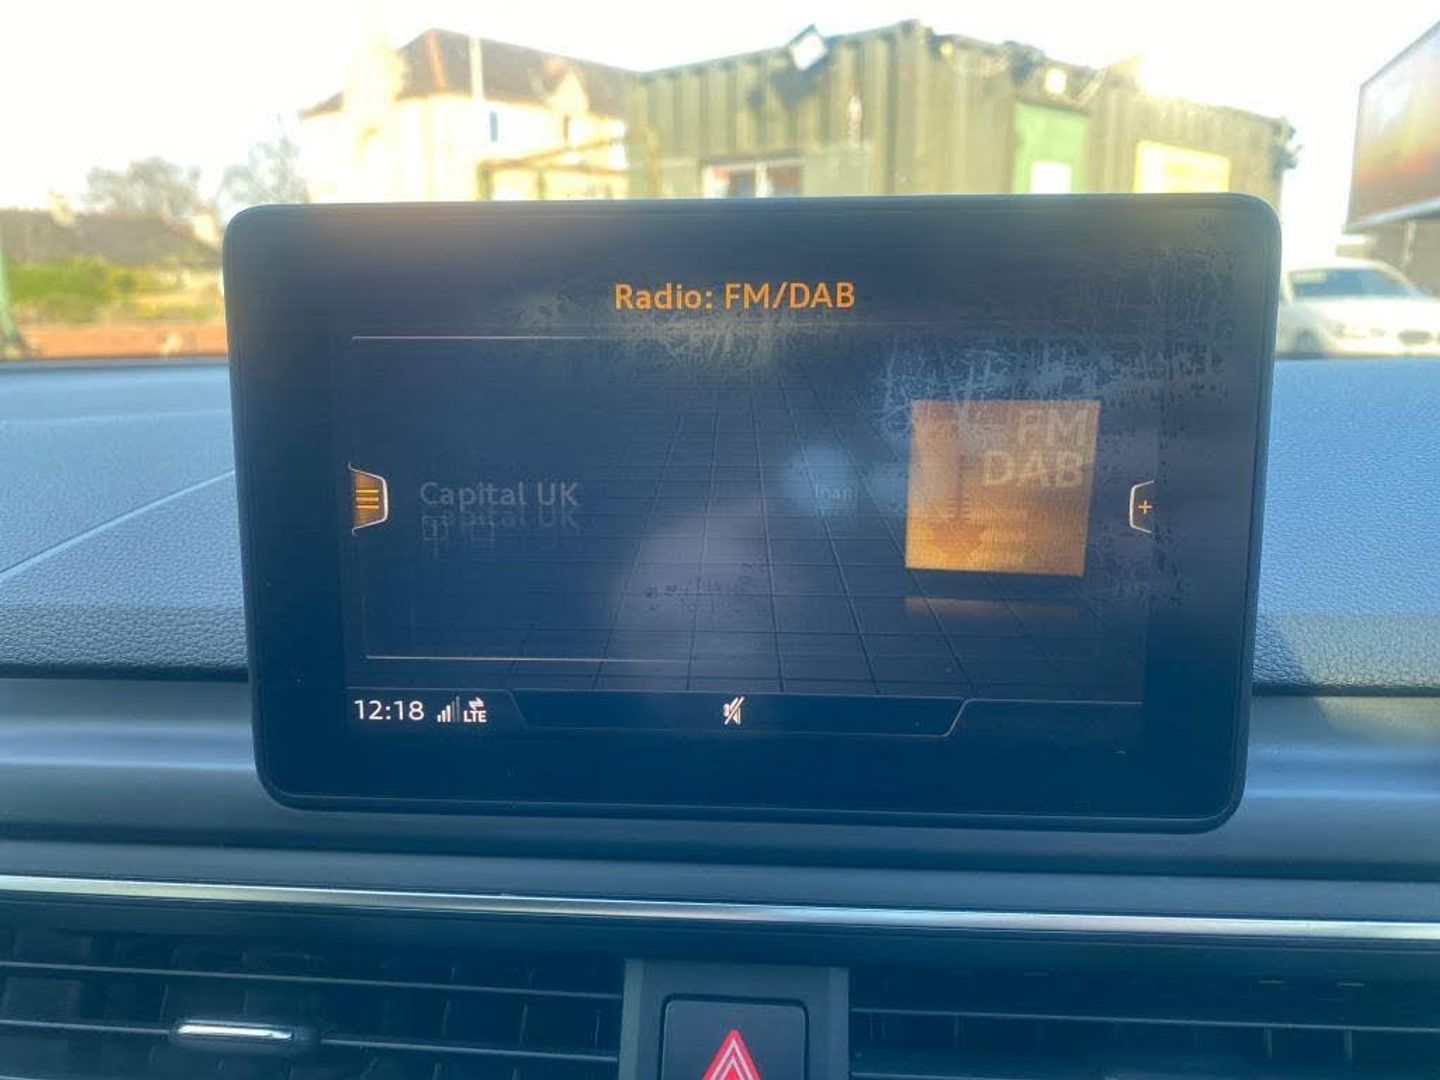 Radio: FM/DAB
FM
DAB
Capital UK
12:18 LTE